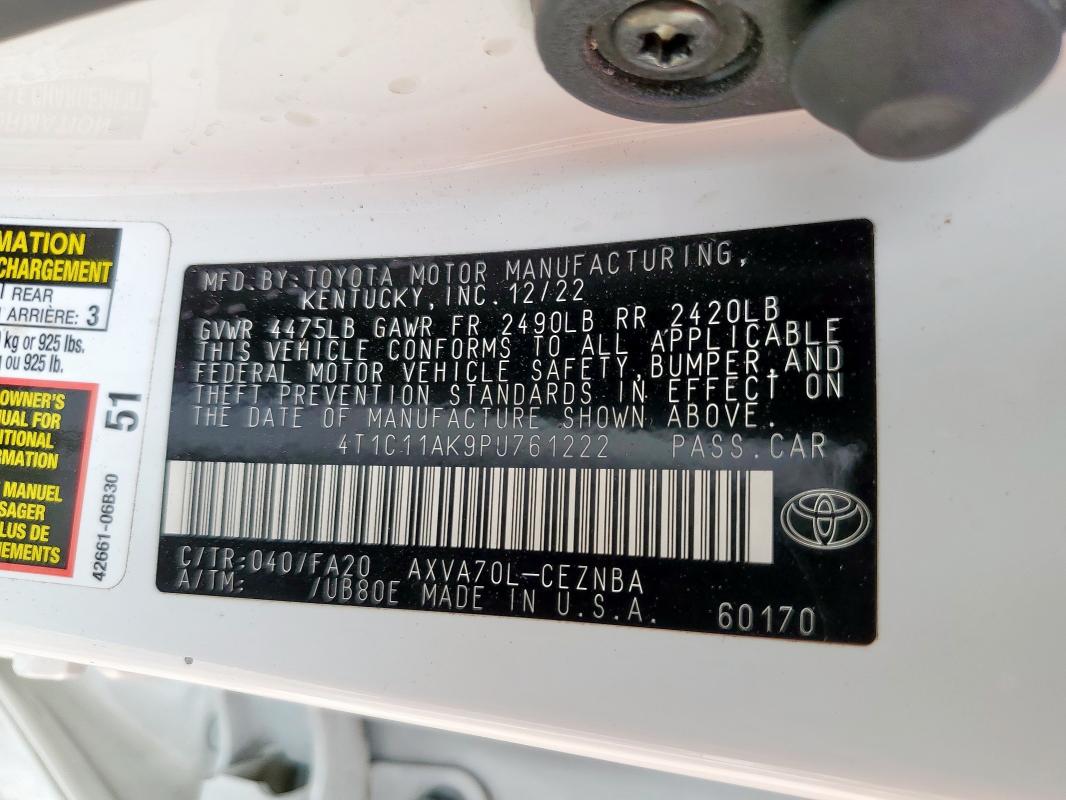 MATION
CHARGEMENT
REAR
ARRIÈRE: 3
kg or 925 lbs.
ou 925 lb.
OWNER'S
UAL FOR
ITIONAL
RMATION
MANUEL
SAGER
LUS DE
NEMENTS
51
42661-06B30
MFD.BY:TOYOTA MOTOR MANUFACTURING,
KENTUCKY,INC.12/22
GVWR 4475LB GAWR FR 2490LB RR 2420LB
THIS VEHICLE CONFORMS TO ALL APPLICABLE
FEDERAL MOTOR VEHICLE SAFETY,BUMPER,AND
THEFT PREVENTION STANDARDS IN EFFECT ON
THE DATE OF MANUFACTURE SHOWN ABOVE.
4T1C11AK9PU761222 PASS.CAR
C/TR:040/FA20 AXVA70L-CEZNBA
A/TM: /UB80E MADE IN U.S.A. 60170